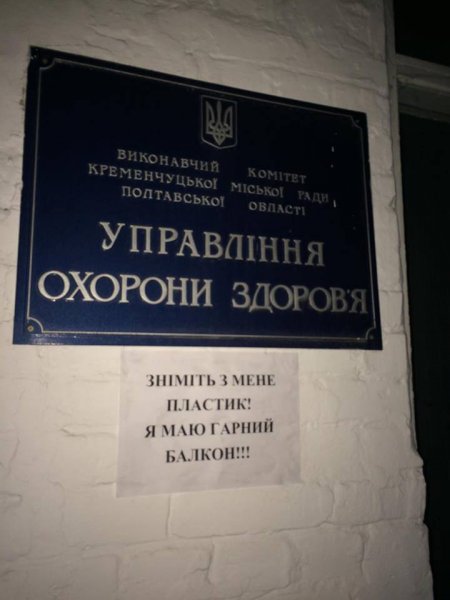 ВИКОНАВЧИЙ КОМІТЕТ
КРЕМЕНЧУЦЬКОЇ МІСЬКОЇ РАДИ
ПОЛТАВСЬКОЇ ОБЛАСТІ
УПРАВЛІННЯ
ОХОРОНИ ЗДОРОВ'Я
ЗНІМІТЬ З МЕНЕ
ПЛАСТИК!
Я МАЮ ГАРНИЙ
БАЛКОН!!!